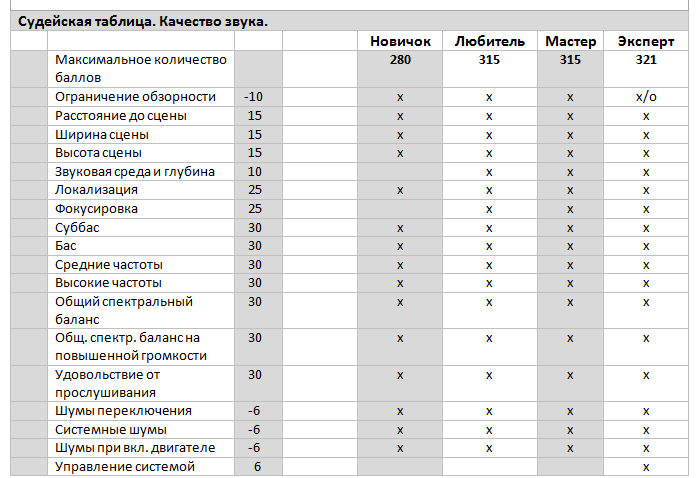 Судейская таблица. Качество звука.
Новичок Любитель Мастер Эксперт
Максимальное количество 280 315 315 321
баллов
Ограничение обзорности -10 х х х х/о
Расстояние до сцены 15 х х х х
Ширина сцены 15 х х х х
Высота сцены 15 х х х х
Звуковая среда и глубина 10 х х х
Локализация 25 х х х х
Фокусировка 25 х х х
Суббас 30 х х х х
Бас 30 х х х х
Средние частоты 30 х х х х
Высокие частоты 30 х х х х
Общий спектральный 30 х х х х
баланс
Общ. спектр. баланс на 30 х х х х
повышенной громкости
Удовольствие от 30 х х х х
прослушивания
Шумы переключения -6 х х х х
Системные шумы -6 х х х х
Шумы при вкл. двигателе -6 х х х х
Управление системой 6 х